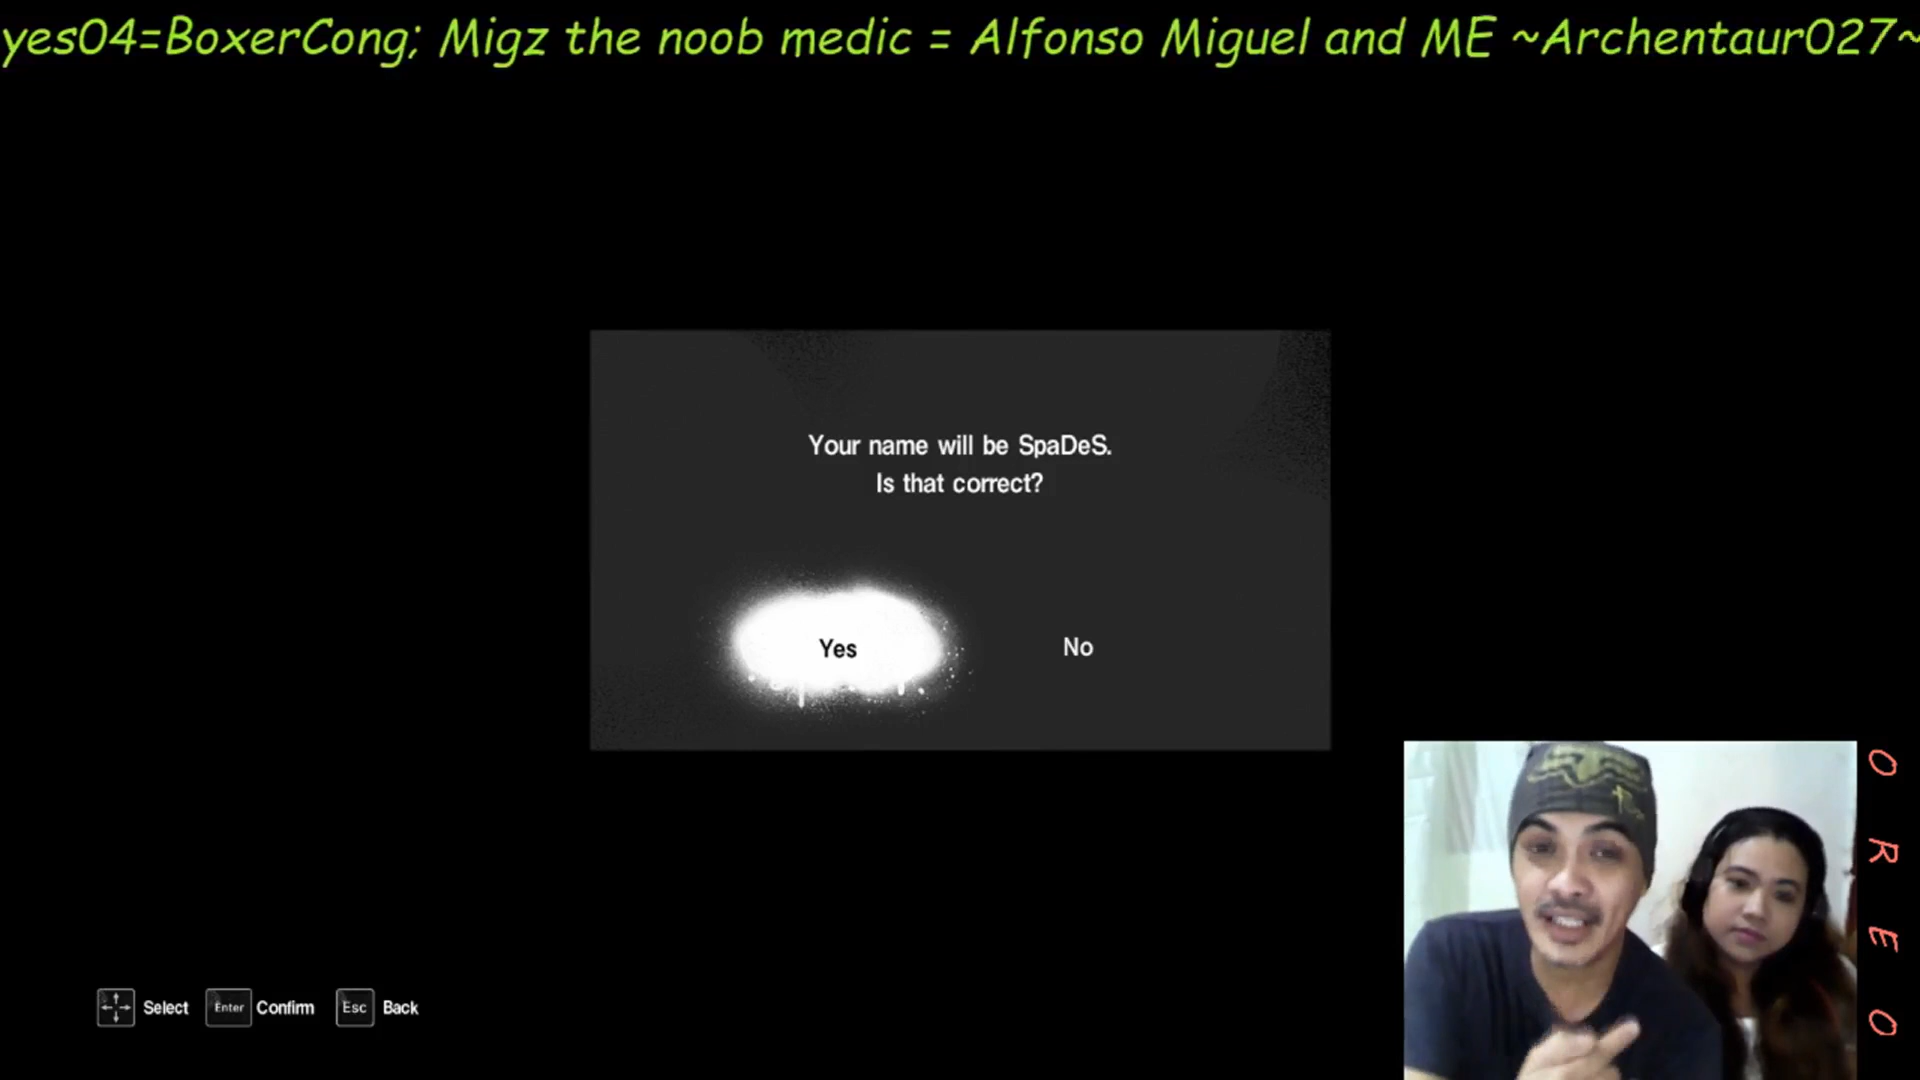 yes04=BoxerCong; Migz the noob medic = Alfonso Miguel and ME ~Archentaur027~
Your name will be SpaDeS.
Is that correct?
Yes No
Select Enter Confirm Esc Back
O
R
E
O